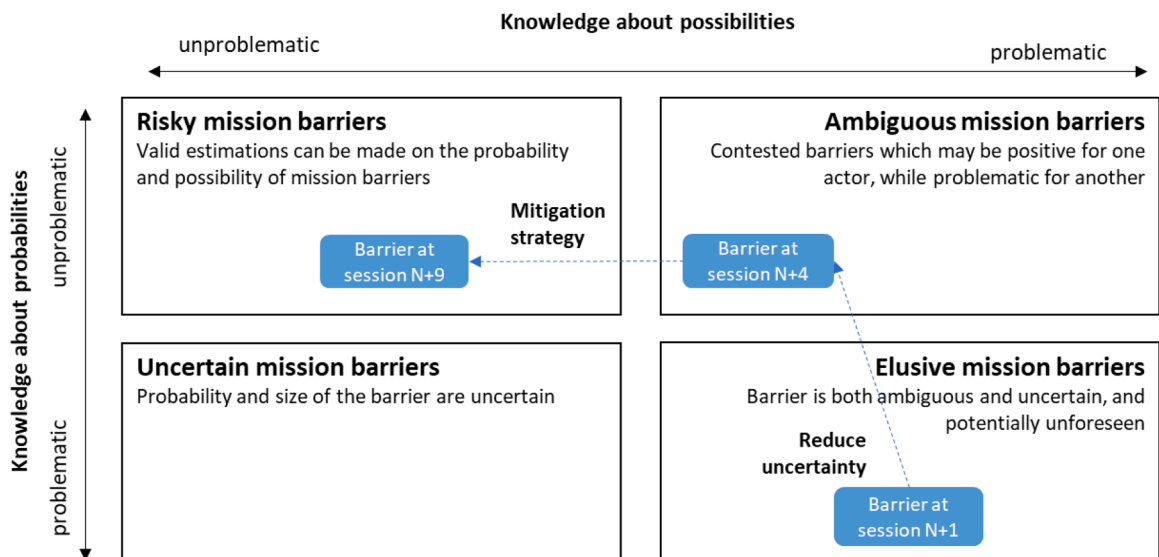 Knowledge about possibilities
unproblematic
problematic
Knowledge about probabilities
unproblematic
problematic
Risky mission barriers
Valid estimations can be made on the probability
and possibility of mission barriers
Mitigation
strategy
Barrier at
session N+9
Ambiguous mission barriers
Contested barriers which may be positive for one
actor, while problematic for another
Barrier at
session N+4
Uncertain mission barriers
Probability and size of the barrier are uncertain
Elusive mission barriers
Barrier is both ambiguous and uncertain, and
potentially unforeseen
Reduce
uncertainty
Barrier at
session N+1